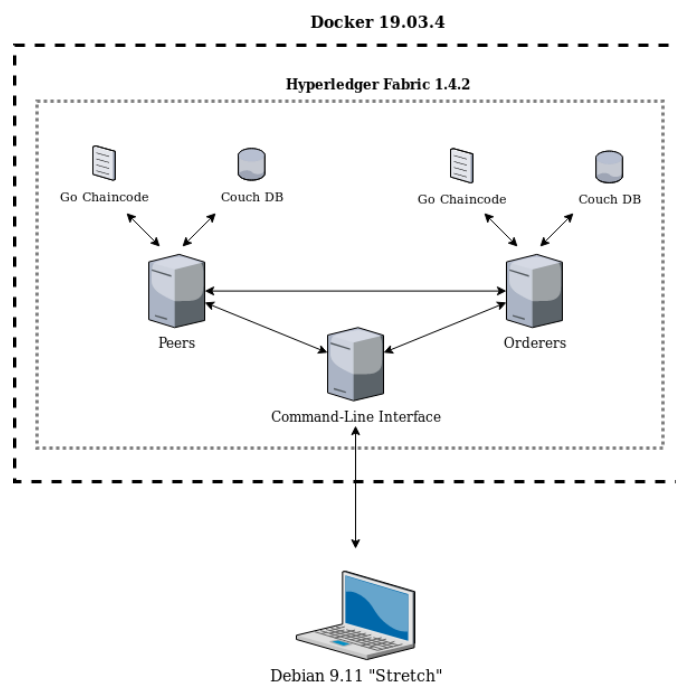 Docker 19.03.4
Hyperledger Fabric 1.4.2
Go Chaincode
Couch DB
Go Chaincode
Couch DB
Peers
Orderers
Command-Line Interface
Debian 9.11 "Stretch"